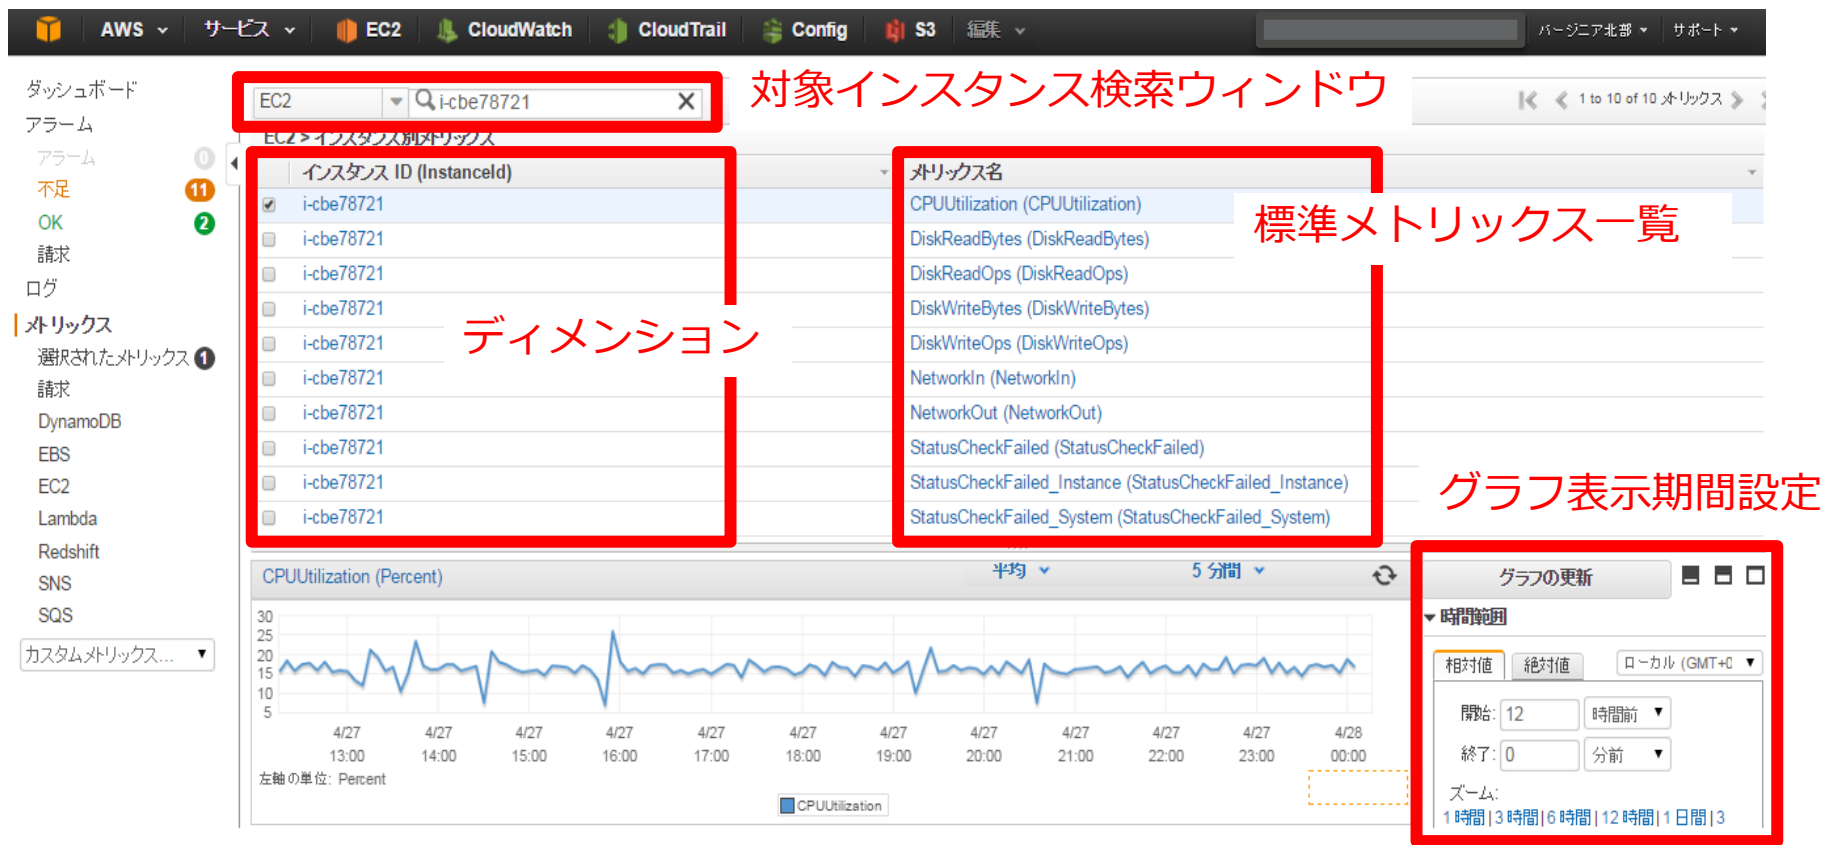 AWS サービス EC2 CloudWatch CloudTrail Config S3 編集 バージニア北部 サポート
ダッシュボード
アラーム
アラーム 0
不足 11
OK 2
請求
ログ
メトリックス
選択されたメトリックス 1
請求
DynamoDB
EBS
EC2
Lambda
Redshift
SNS
SQS
カスタムメトリックス...
EC2 i-cbe78721
対象インスタンス検索ウィンドウ
1 to 10 of 10 メトリックス
EC2 > インスタンス別メトリックス
インスタンス ID (InstanceId) メトリックス名
i-cbe78721 CPUUtilization (CPUUtilization)
i-cbe78721 DiskReadBytes (DiskReadBytes)
i-cbe78721 DiskReadOps (DiskReadOps)
i-cbe78721 DiskWriteBytes (DiskWriteBytes)
i-cbe78721 DiskWriteOps (DiskWriteOps)
i-cbe78721 NetworkIn (NetworkIn)
i-cbe78721 NetworkOut (NetworkOut)
i-cbe78721 StatusCheckFailed (StatusCheckFailed)
i-cbe78721 StatusCheckFailed_Instance (StatusCheckFailed_Instance)
i-cbe78721 StatusCheckFailed_System (StatusCheckFailed_System)
標準メトリックス一覧
ディメンション
グラフ表示期間設定
CPUUtilization (Percent) 平均 5 分間
30
25
20
15
10
5
4/27 4/27 4/27 4/27 4/27 4/27 4/27 4/27 4/27 4/27 4/27 4/28
13:00 14:00 15:00 16:00 17:00 18:00 19:00 20:00 21:00 22:00 23:00 00:00
左軸の単位: Percent
CPUUtilization
グラフの更新
時間範囲
相対値 絶対値 ローカル (GMT+0
開始: 12 時間前
終了: 0 分前
ズーム:
1 時間 | 3 時間 | 6 時間 | 12 時間 | 1 日間 | 3